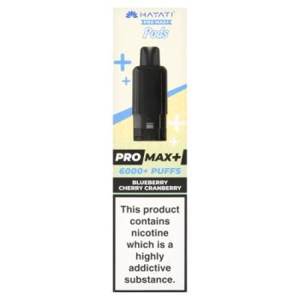 HAYATI
PRO MAX+
Pods
PRO MAX+
6000+ PUFFS
BLUEBERRY
CHERRY CRANBERRY
This product
contains
nicotine
which is a
highly
addictive
substance.